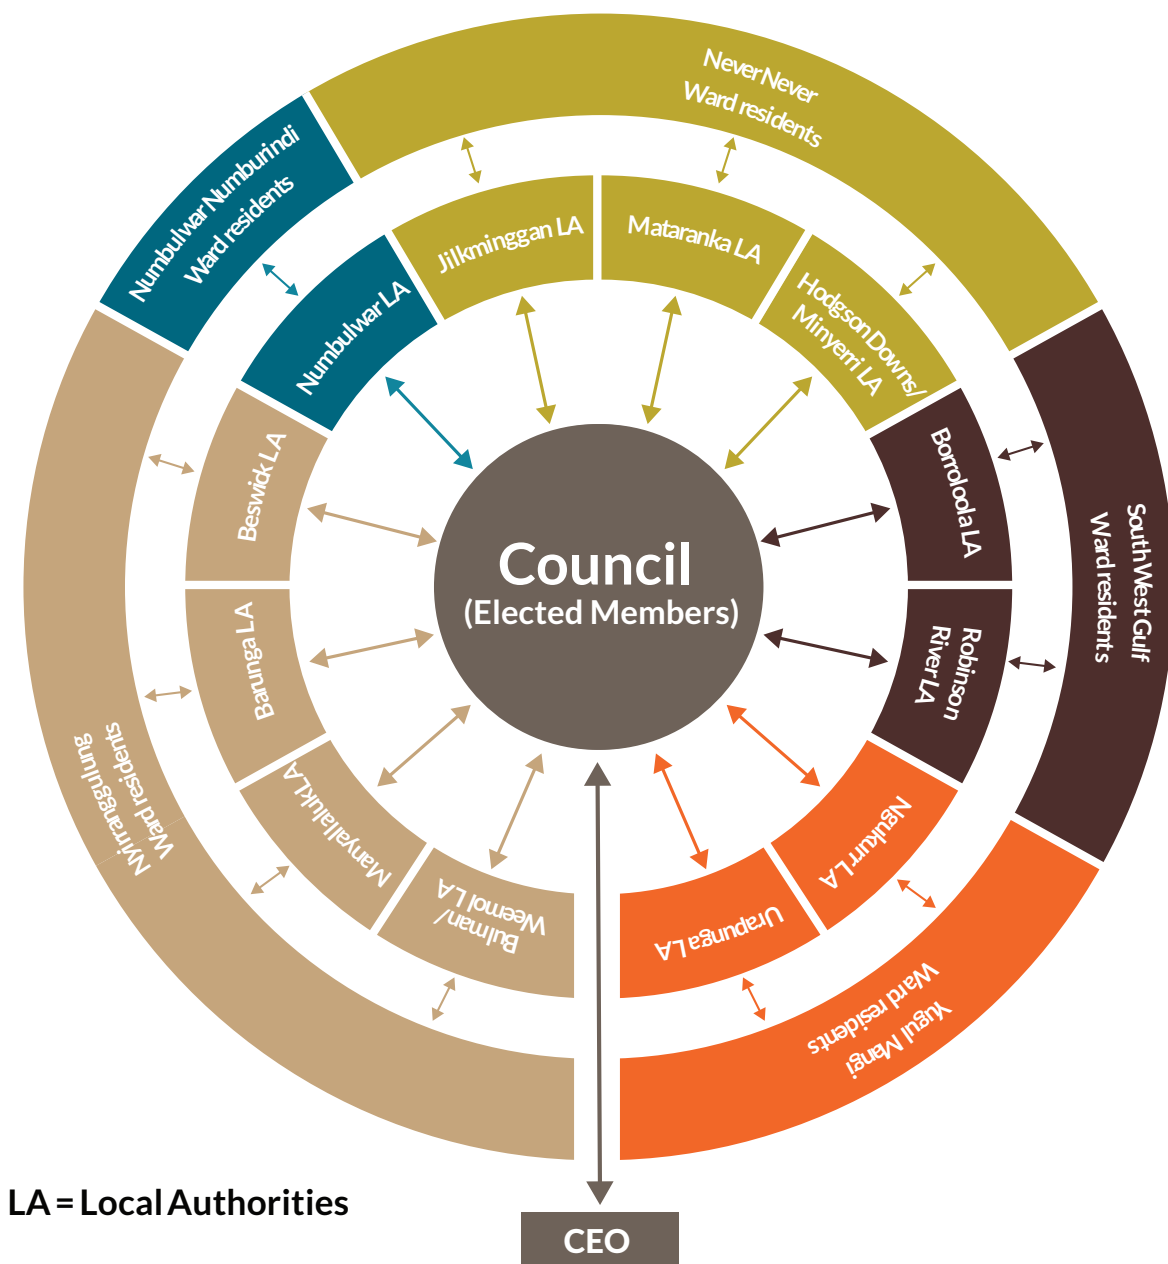 Never Never
Ward residents
Numbulwar Numburindi
Ward residents
Jilkminggan LA
Mataranka LA
Hodgson Downs/
Minyerri LA
Numbulwar LA
Borroloola LA
South West Gulf
Ward residents
Beswick LA
Council
(Elected Members)
Robinson
River LA
Barunga LA
Nyirranggulung
Ward residents
Manyallaluk LA
Ngukurr LA
Bulman/
Weemol LA
Urapunga LA
Yugul Mangi
Ward residents
LA = Local Authorities
CEO